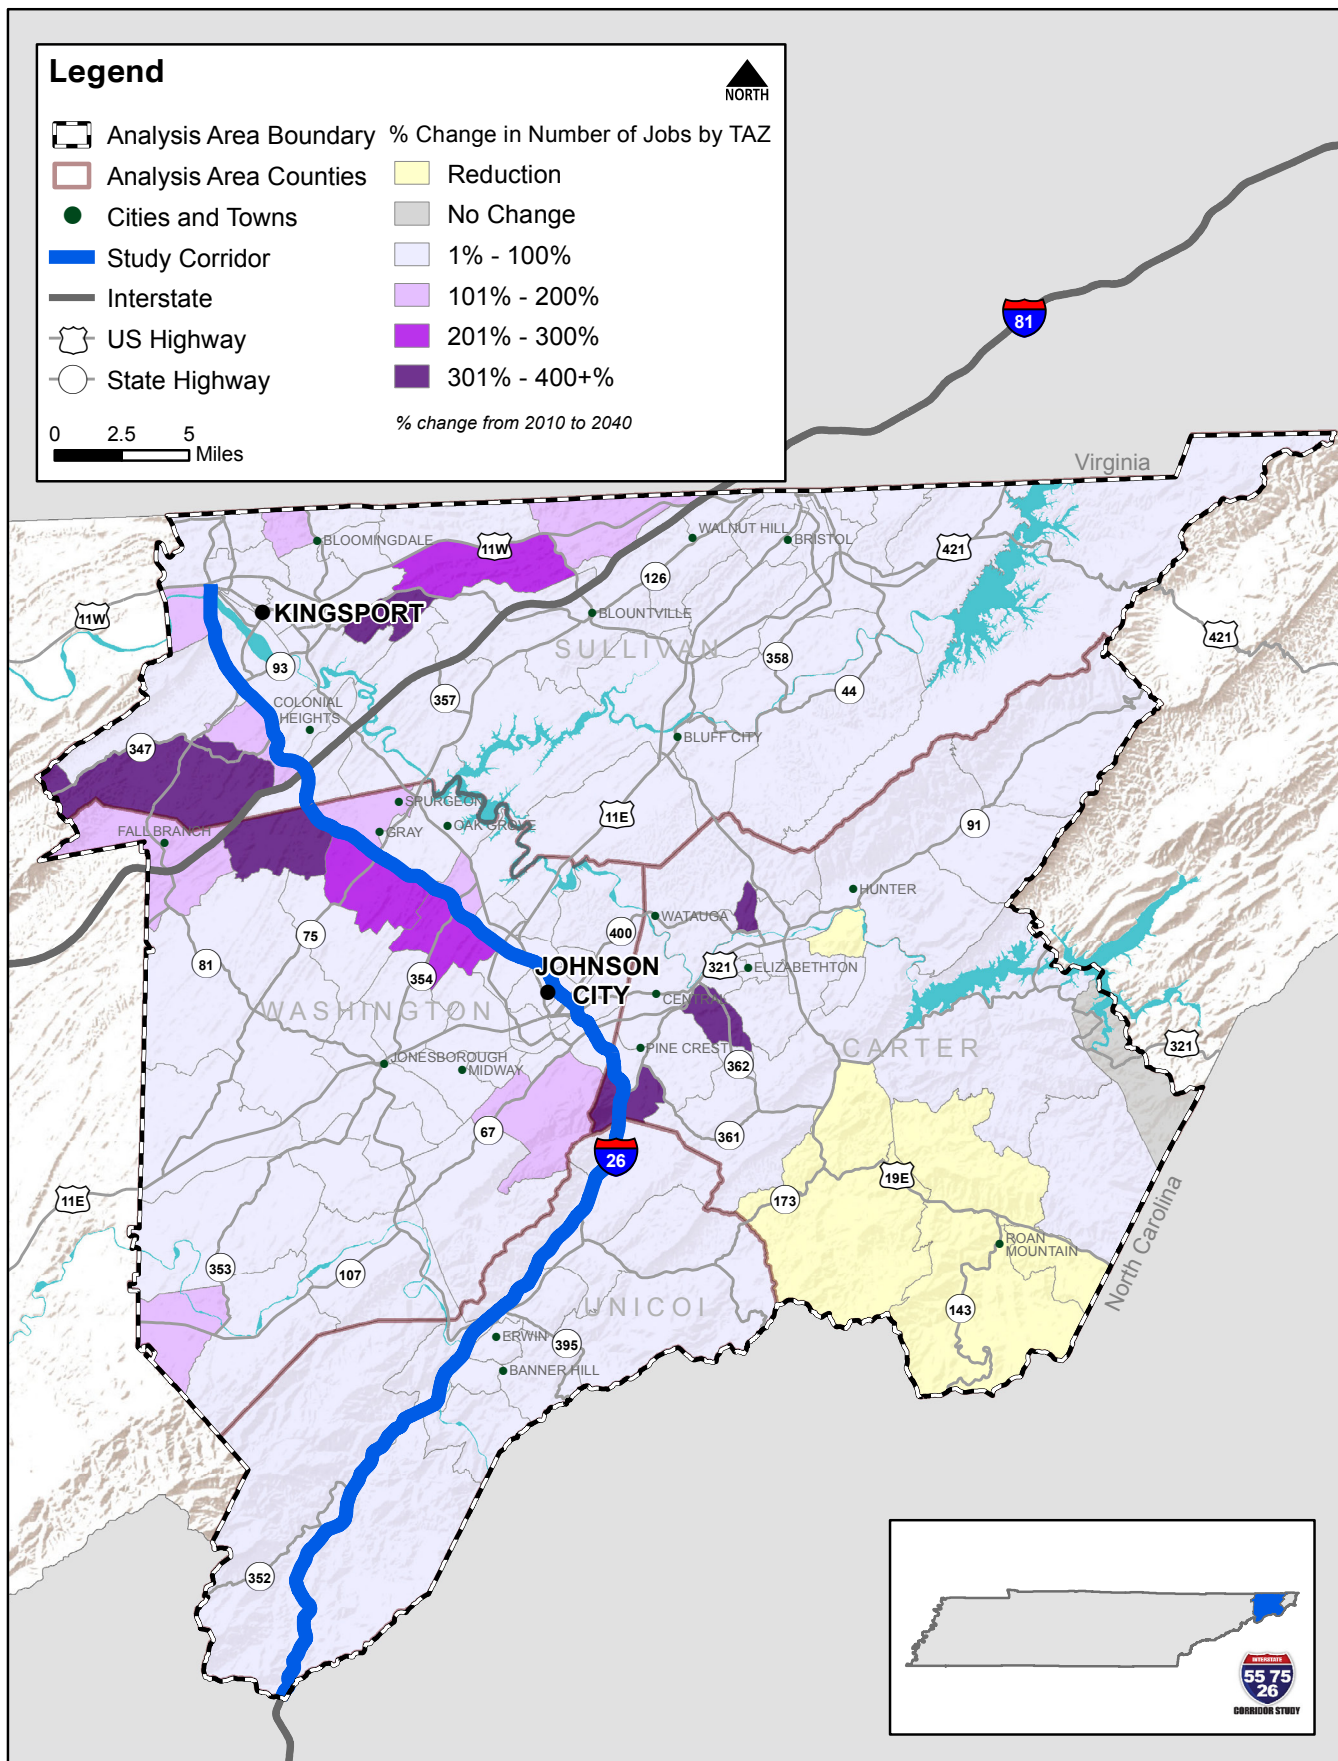 Legend
NORTH
Analysis Area Boundary
Analysis Area Counties
Cities and Towns
Study Corridor
Interstate
US Highway
State Highway
0 2.5 5
Miles
% Change in Number of Jobs by TAZ
Reduction
No Change
1% - 100%
101% - 200%
201% - 300%
301% - 400+%
% change from 2010 to 2040
81
Virginia
BLOOMINGDALE
11W
WALNUT HILL
BRISTOL
421
126
11W
KINGSPORT
BLOUNTVILLE
SULLIVAN
421
93
358
357
44
COLONIAL
HEIGHTS
347
BLUFF CITY
SPURGEON
11E
91
FALL BRANCH
GRAY
OAK GROVE
HUNTER
WATAUGA
75
400
81
354
JOHNSON
CITY
321
ELIZABETHTON
CENTRAL
WASHINGTON
CARTER
321
JONESBOROUGH
MIDWAY
PINE CREST
362
67
361
26
11E
173
19E
North Carolina
ROAN
MOUNTAIN
353
107
UNICOI
143
ERWIN
395
BANNER HILL
352
INTERSTATE
55 75
26
CORRIDOR STUDY